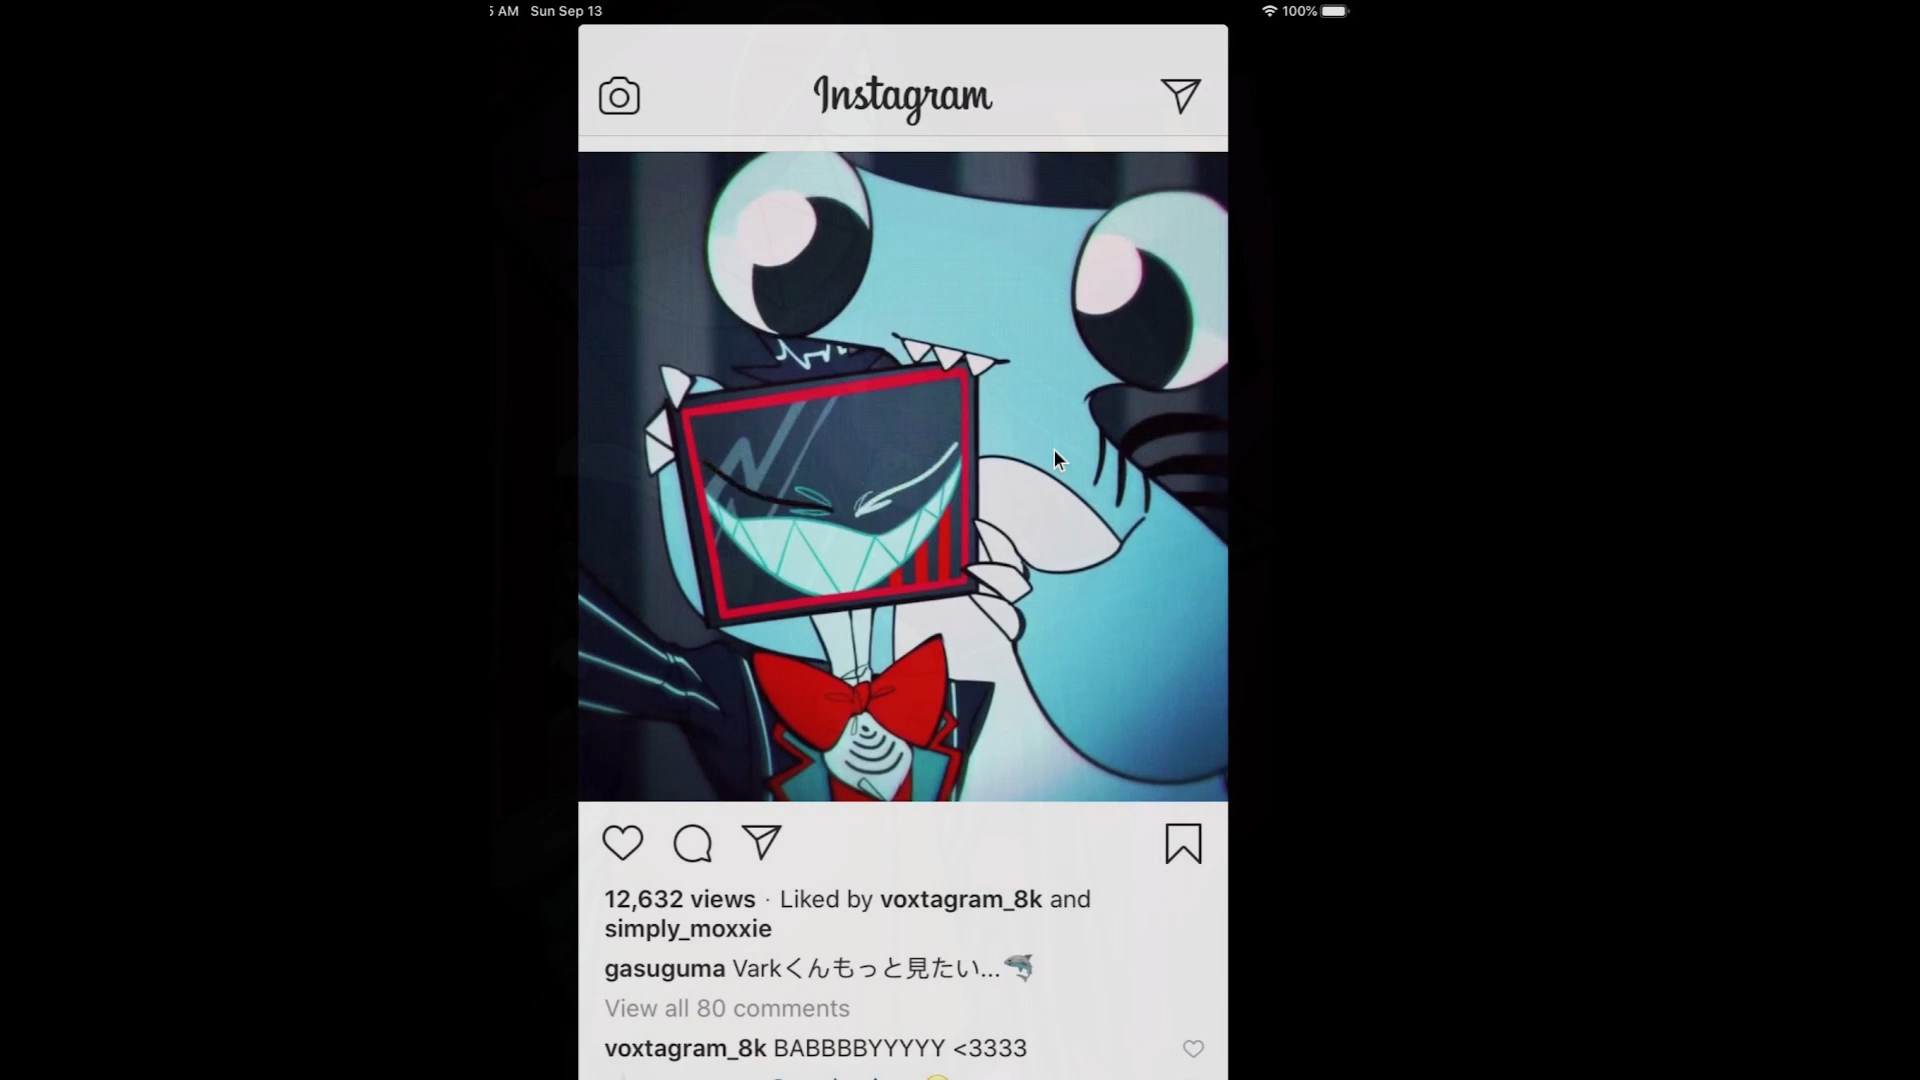 5 AM Sun Sep 13
100%
Instagram
12,632 views · Liked by voxtagram_8k and
simply_moxxie
gasuguma Varkくんもっと見たい...🦈
View all 80 comments
voxtagram_8k BABBBBYYYYY <3333